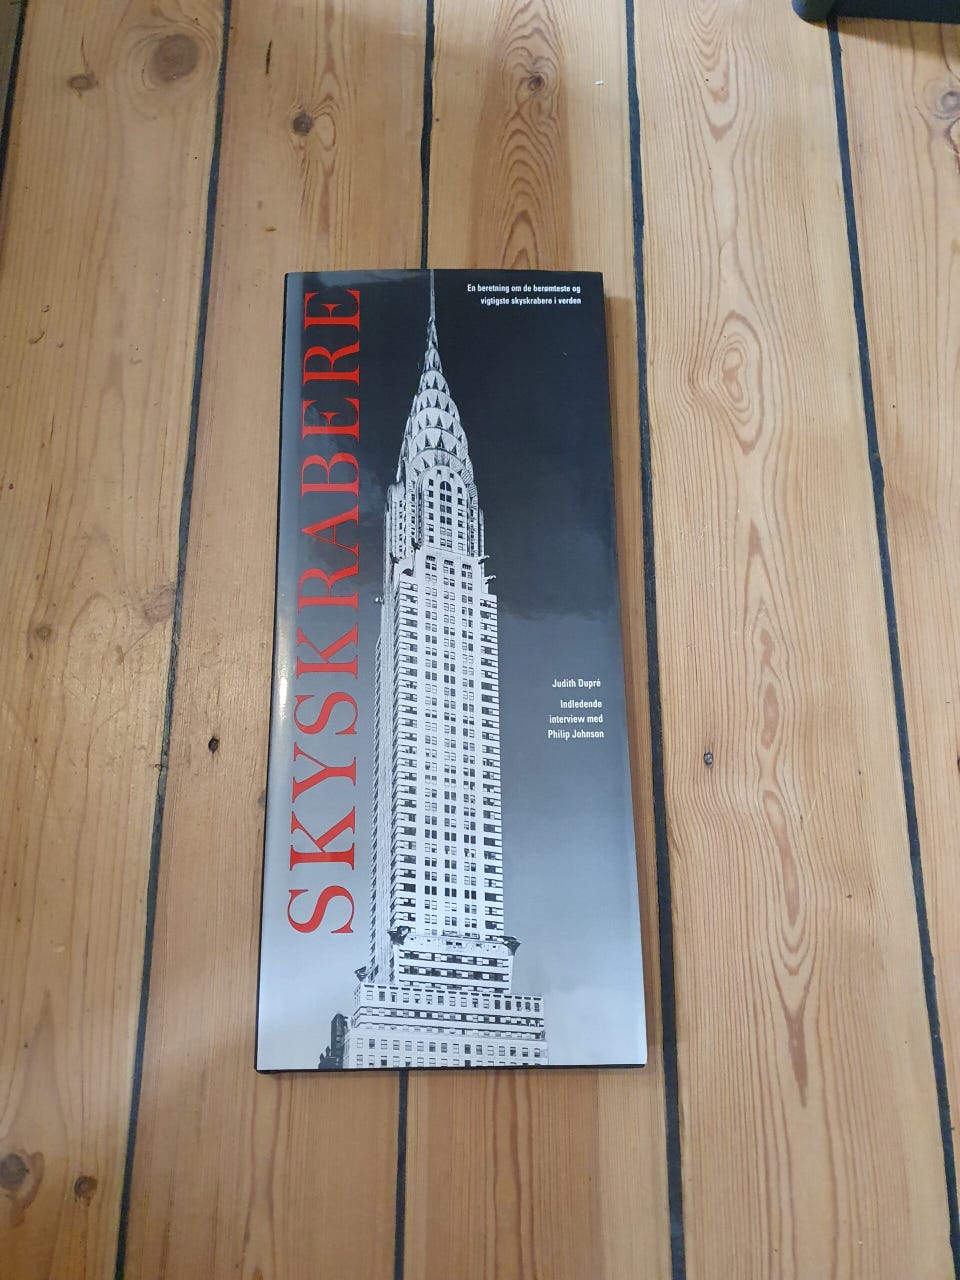 SKYSKRABERE
En beretning om de berømteste og
vigtigste skyskrabere i verden
Judith Dupré
Indledende
interview med
Philip Johnson